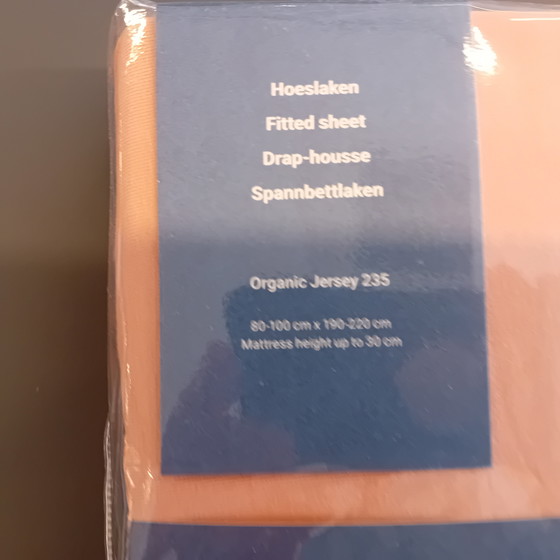 Hoeslaken
Fitted sheet
Drap-housse
Spannbettlaken
Organic Jersey 235
80-100 cm x 190-220 cm
Mattress height up to 30 cm